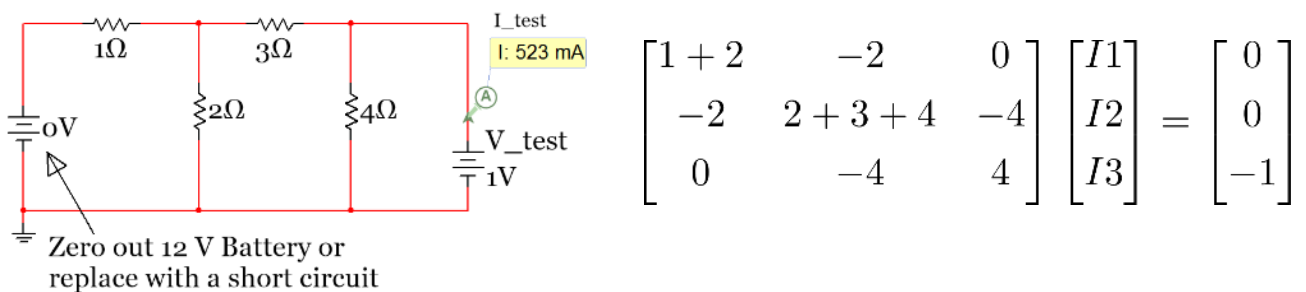 I_test
I: 523 mA
A
1Ω
3Ω
2Ω
4Ω
0V
V_test
1V
Zero out 12 V Battery or
replace with a short circuit
1 + 2 −2 0 I1 0
−2 2 + 3 + 4 −4 I2 = 0
0 −4 4 I3 −1